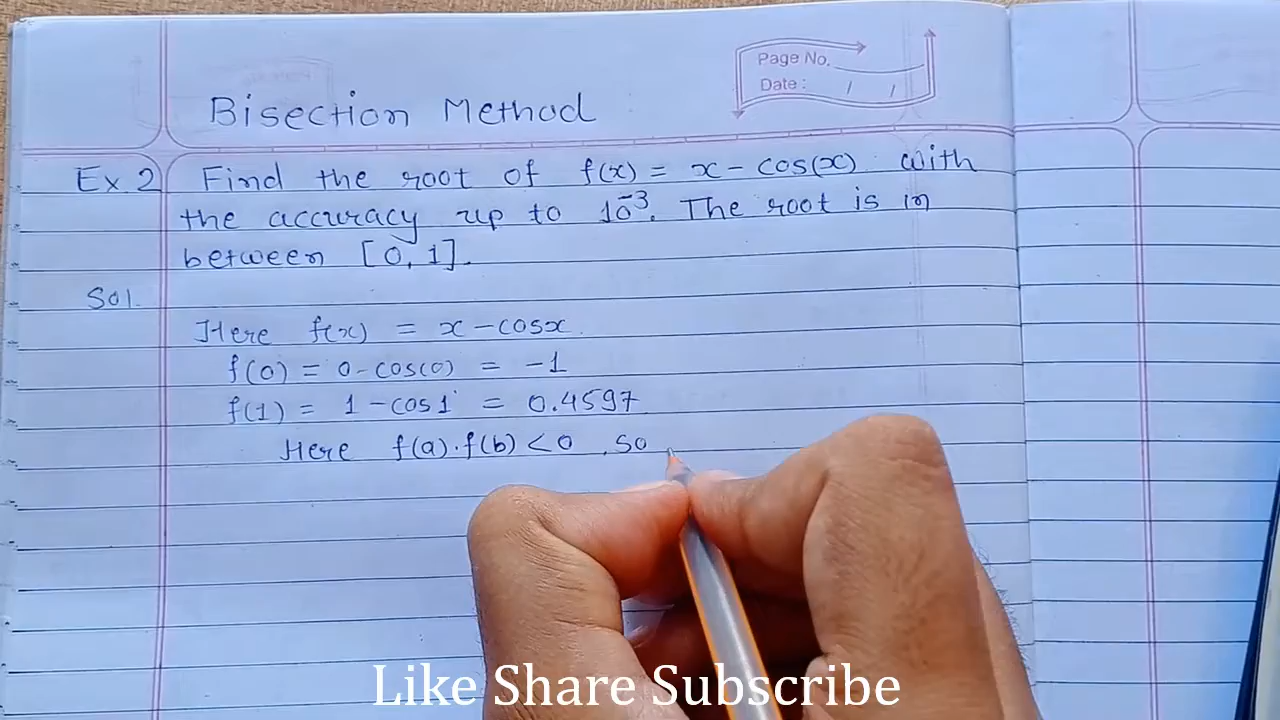 Page No.
Date : / /
Bisection Method
Ex.2 Find the root of f(x) = x - cos(x) with
the accuracy up to 10⁻³. The root is in
between [0, 1].
Sol.
Here f(x) = x - cosx.
f(0) = 0 - cos(0) = -1
f(1) = 1 - cos1 = 0.4597
Here f(a).f(b) < 0 , so
Like Share Subscribe